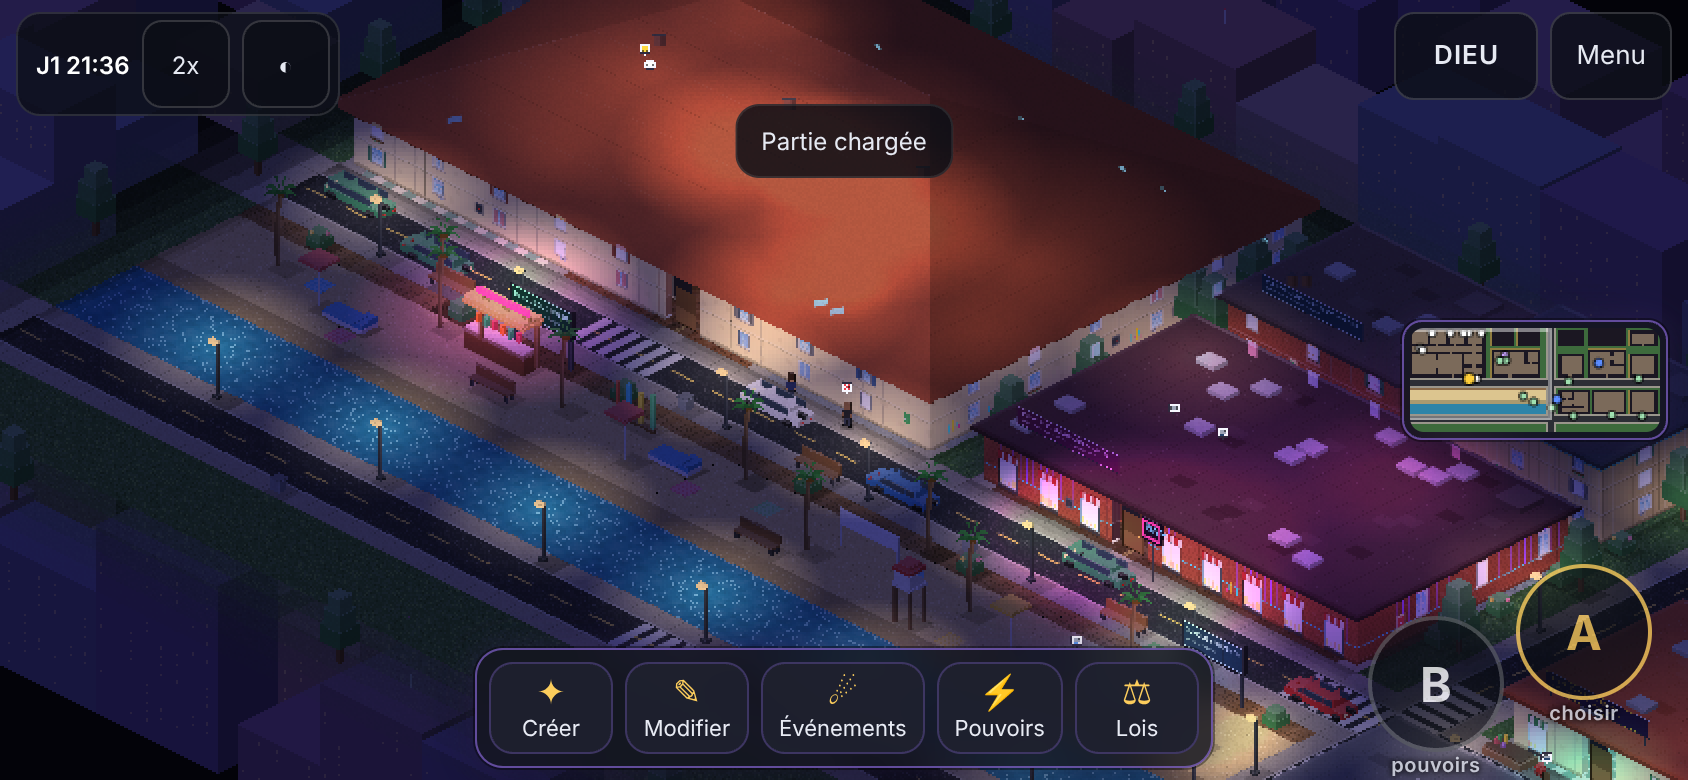 J1 21:36
2x
DIEU
Menu
Partie chargée
Créer
Modifier
Événements
Pouvoirs
Lois
A
choisir
B
pouvoirs